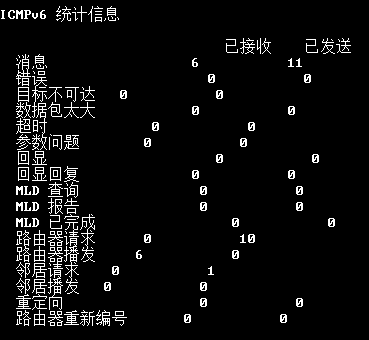 ICMPv6 统计信息
已接收 已发送
消息 6 11
错误 0 0
目标不可达 0 0
数据包太大 0 0
超时 0 0
参数问题 0 0
回显 0 0
回显回复 0 0
MLD 查询 0 0
MLD 报告 0 0
MLD 已完成 0 0
路由器请求 0 10
路由器播发 6 0
邻居请求 0 1
邻居播发 0 0
重定向 0 0
路由器重新编号 0 0